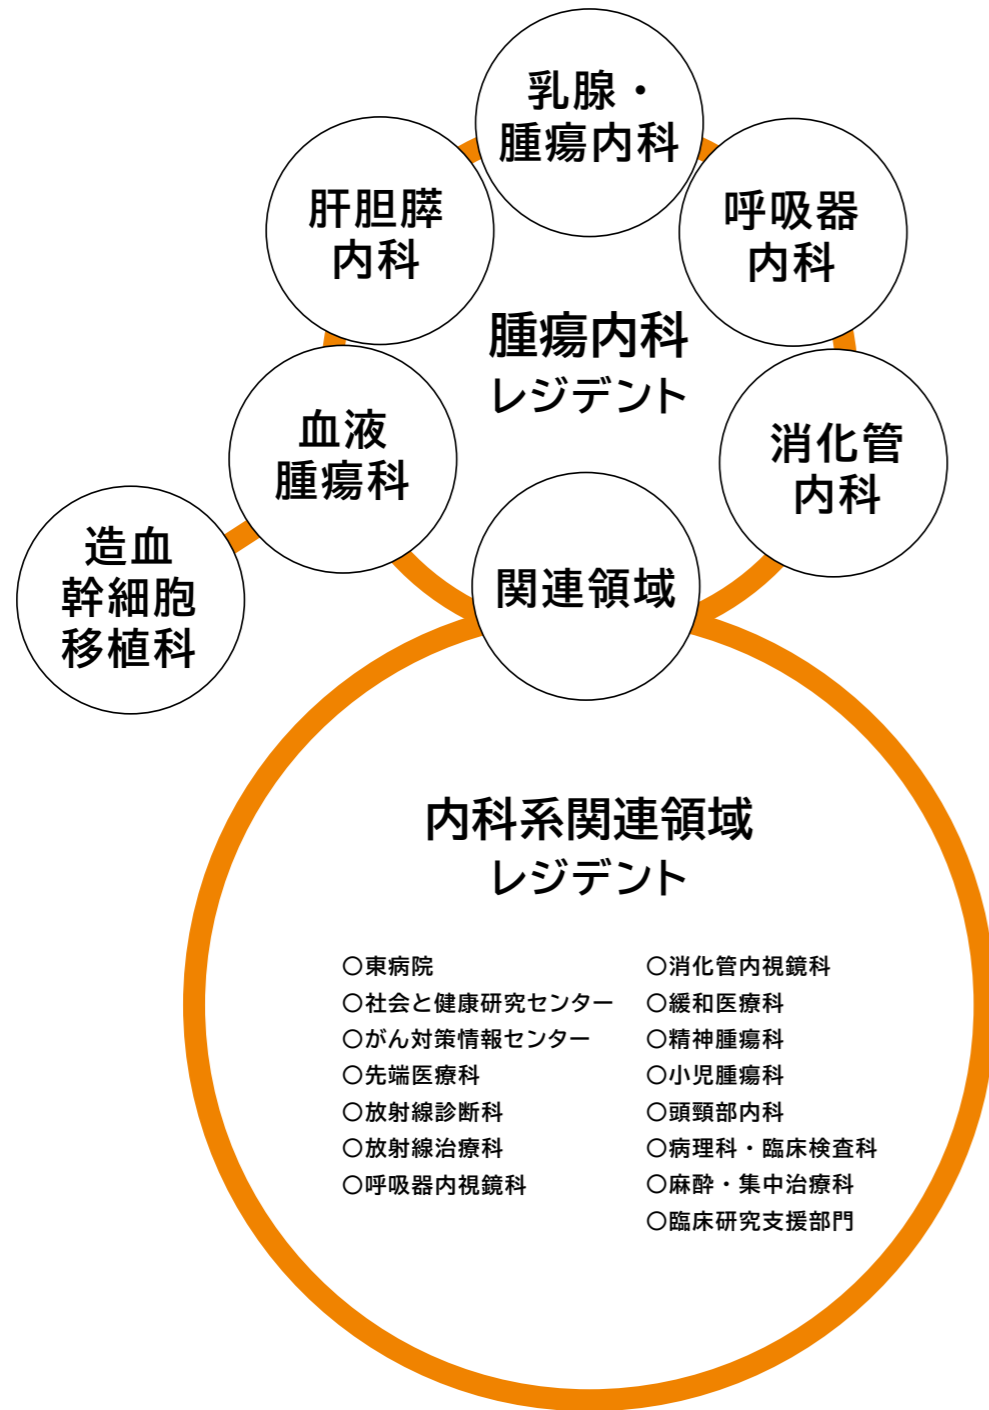 乳腺・
腫瘍内科
肝胆膵
内科
呼吸器
内科
腫瘍内科
レジデント
血液
腫瘍科
消化管
内科
造血
幹細胞
移植科
関連領域
内科系関連領域
レジデント
○東病院
○社会と健康研究センター
○がん対策情報センター
○先端医療科
○放射線診断科
○放射線治療科
○呼吸器内視鏡科
○消化管内視鏡科
○緩和医療科
○精神腫瘍科
○小児腫瘍科
○頭頸部内科
○病理科・臨床検査科
○麻酔・集中治療科
○臨床研究支援部門